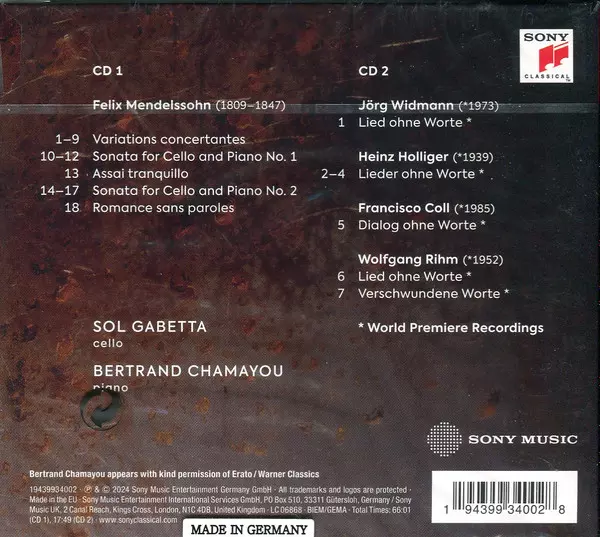 SONY
CLASSICAL
CD 1
Felix Mendelssohn (1809–1847)
1–9 Variations concertantes
10–12 Sonata for Cello and Piano No. 1
13 Assai tranquillo
14–17 Sonata for Cello and Piano No. 2
18 Romance sans paroles
SOL GABETTA
cello
BERTRAND CHAMAYOU
piano
CD 2
Jörg Widmann (*1973)
1 Lied ohne Worte *
Heinz Holliger (*1939)
2–4 Lieder ohne Worte *
Francisco Coll (*1985)
5 Dialog ohne Worte *
Wolfgang Rihm (*1952)
6 Lied ohne Worte *
7 Verschwundene Worte *
* World Premiere Recordings
SONY MUSIC
Bertrand Chamayou appears with kind permission of Erato / Warner Classics
19439934002 · ℗ & © 2024 Sony Music Entertainment Germany GmbH · All trademarks and logos are protected ·
Made in the EU · Sony Music Entertainment International Services GmbH, PO Box 510, 33311 Gütersloh, Germany / Sony
Music UK, 2 Canal Reach, Kings Cross, London, N1C 4DB, United Kingdom · LC 06868 · BIEM/GEMA · Total Times: 66:01
(CD 1), 17:49 (CD 2) · www.sonyclassical.com
MADE IN GERMANY
1 94399 34002 8